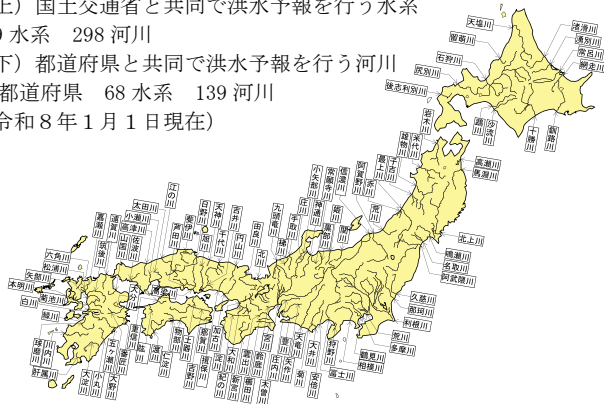 上）国土交通省と共同で洪水予報を行う水系
9 水系　298 河川
下）都道府県と共同で洪水予報を行う河川
都道府県　68 水系　139 河川
令和８年１月１日現在）
天塩川
留萌川
石狩川
尻別川
後志利別川
渚滑川
湧別川
常呂川
網走川
釧路川
十勝川
沙流川
鵡川
岩木川
米代川
雄物川
子吉川
最上川
赤川
荒川
阿賀野川
信濃川
関川
姫川
黒部川
常願寺川
神通川
小矢部川
庄川
手取川
梯川
九頭竜川
北川
由良川
円山川
吉井川
千代川
天神川
旭川
日野川
斐伊川
芦田川
江の川
太田川
小瀬川
高津川
佐波川
高瀬川
馬淵川
北上川
鳴瀬川
名取川
阿武隈川
久慈川
那珂川
利根川
荒川
多摩川
鶴見川
相模川
富士川
狩野川
安倍川
大井川
菊川
天竜川
豊川
矢作川
庄内川
木曽川
鈴鹿川
雲出川
櫛田川
宮川
新宮川
紀の川
大和川
淀川
加古川
揖保川
那賀川
吉野川
土器川
物部川
仁淀川
渡川
肱川
重信川
高梁川
大分川
大野川
番匠川
五ヶ瀬川
小丸川
大淀川
肝属川
川内川
球磨川
緑川
白川
菊池川
本明川
矢部川
松浦川
六角川
嘉瀬川
筑後川
遠賀川
山国川